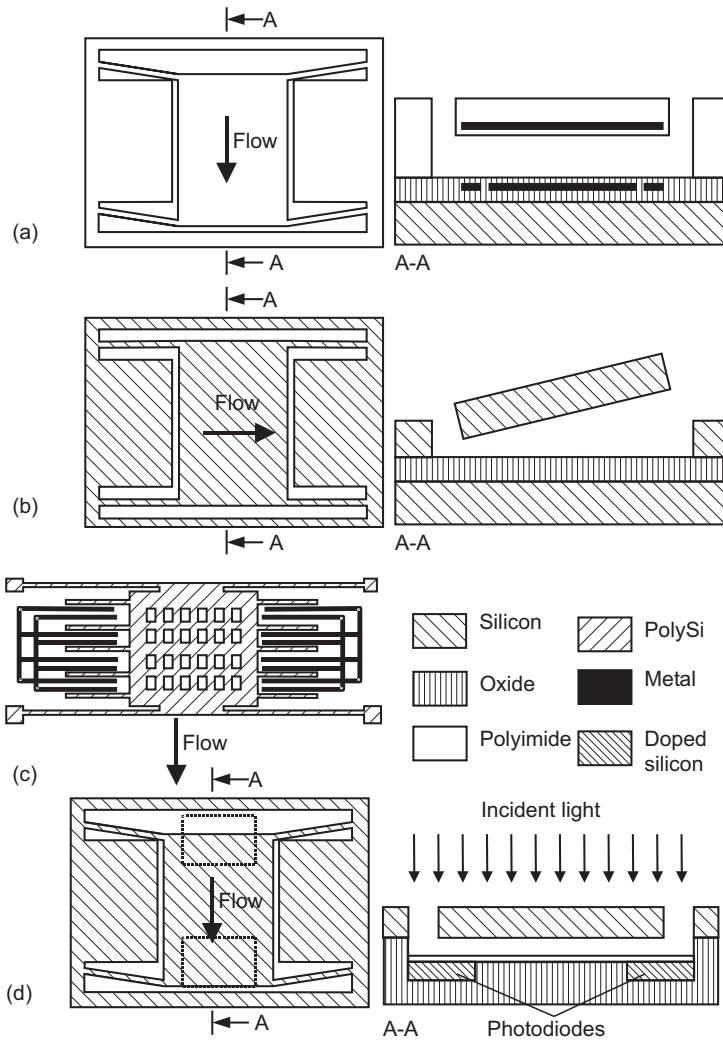 A
Flow
(a)
A
A-A
A
Flow
(b)
A
A-A
Silicon
PolySi
Oxide
Metal
Polyimide
Doped
silicon
Flow
(c)
A
Incident light
Flow
(d)
A
A-A
Photodiodes